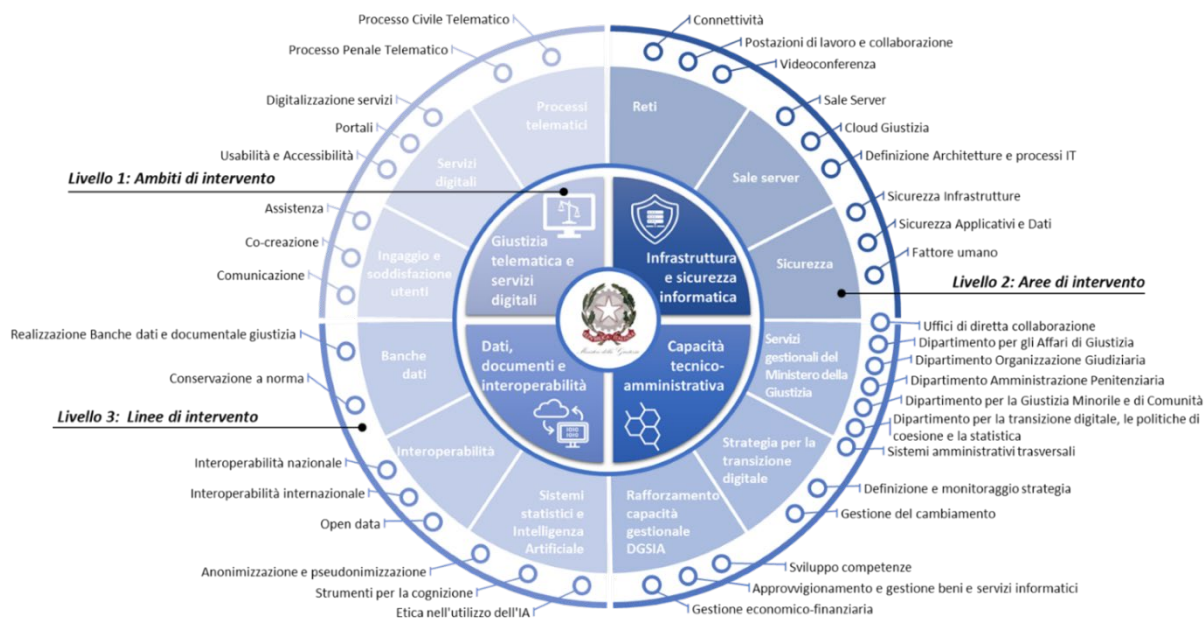 Processo Civile Telematico
Processo Penale Telematico
Digitalizzazione servizi
Portali
Usabilità e Accessibilità
Livello 1: Ambiti di intervento
Assistenza
Co-creazione
Comunicazione
Connettività
Postazioni di lavoro e collaborazione
Videoconferenza
Sale Server
Cloud Giustizia
Definizione Architetture e processi IT
Sicurezza Infrastrutture
Sicurezza Applicativi e Dati
Fattore umano
Livello 2: Aree di intervento
Processi
telematici
Servizi
digitali
Ingaggio e
soddisfazione
utenti
Reti
Sale server
Sicurezza
Giustizia
telematica e
servizi
digitali
Infrastruttura
e sicurezza
informatica
Dati,
documenti e
interoperabilità
Capacità
tecnico-
amministrativa
Ministero della Giustizia
Realizzazione Banche dati e documentale giustizia
Conservazione a norma
Livello 3: Linee di intervento
Interoperabilità nazionale
Interoperabilità internazionale
Open data
Anonimizzazione e pseudonimizzazione
Strumenti per la cognizione
Etica nell'utilizzo dell'IA
Banche
dati
Interoperabilità
Sistemi
statistici e
Intelligenza
Artificiale
Servizi
gestionali del
Ministero della
Giustizia
Strategia per la
transizione
digitale
Rafforzamento
capacità
gestionale
DGSIA
Uffici di diretta collaborazione
Dipartimento per gli Affari di Giustizia
Dipartimento Organizzazione Giudiziaria
Dipartimento Amministrazione Penitenziaria
Dipartimento per la Giustizia Minorile e di Comunità
Dipartimento per la transizione digitale, le politiche di
coesione e la statistica
Sistemi amministrativi trasversali
Definizione e monitoraggio strategia
Gestione del cambiamento
Sviluppo competenze
Approvvigionamento e gestione beni e servizi informatici
Gestione economico-finanziaria